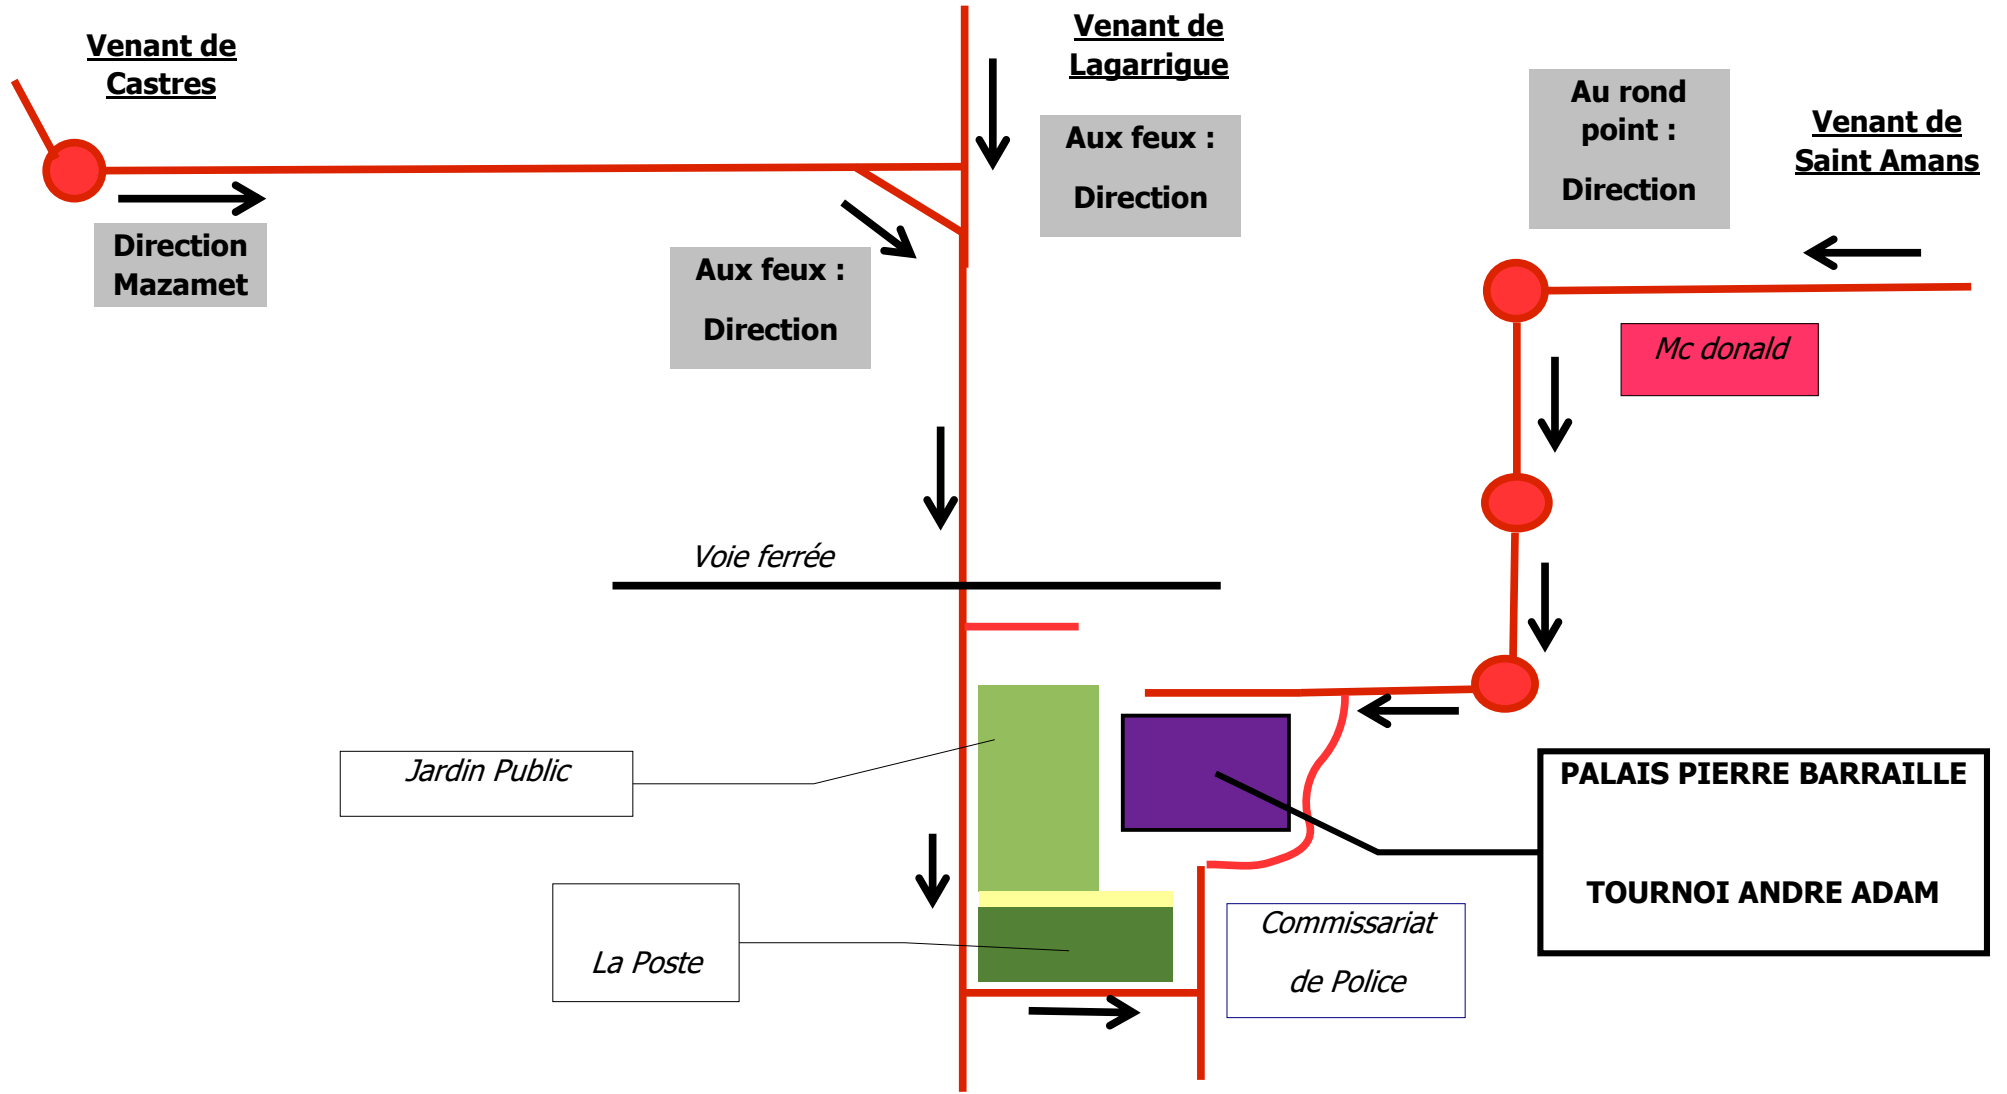 Venant de
Castres
Direction
Mazamet
Venant de
Lagarrigue
Aux feux :
Direction
Aux feux :
Direction
Au rond
point :
Direction
Venant de
Saint Amans
Mc donald
Voie ferrée
Jardin Public
La Poste
Commissariat
de Police
PALAIS PIERRE BARRAILLE
TOURNOI ANDRE ADAM